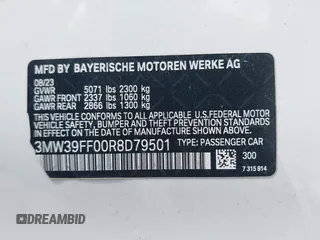 MFD BY BAYERISCHE MOTOREN WERKE AG
08/23
GVWR 5071 lbs 2300 kg
GAWR FRONT 2337 lbs 1060 kg
GAWR REAR 2866 lbs 1300 kg
THIS VEHICLE CONFORMS TO ALL APPLICABLE U.S.FEDERAL MOTOR
VEHICLE SAFETY, BUMPER, AND THEFT PREVENTION STANDARDS IN
EFFECT ON THE DATE OF MANUFACTURE SHOWN ABOVE.
3MW39FF00R8D79501 TYPE: PASSENGER CAR
300
7 315 814
DREAMBID